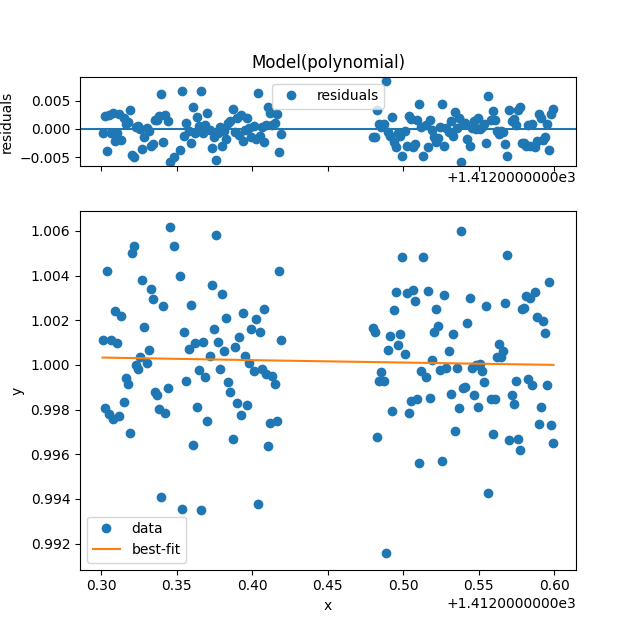 Model(polynomial)
residuals
0.005
0.000
−0.005
residuals
+1.4120000000e3
1.006
1.004
1.002
1.000
0.998
0.996
0.994
0.992
y
data
best-fit
0.30 0.35 0.40 0.45 0.50 0.55 0.60
x
+1.4120000000e3